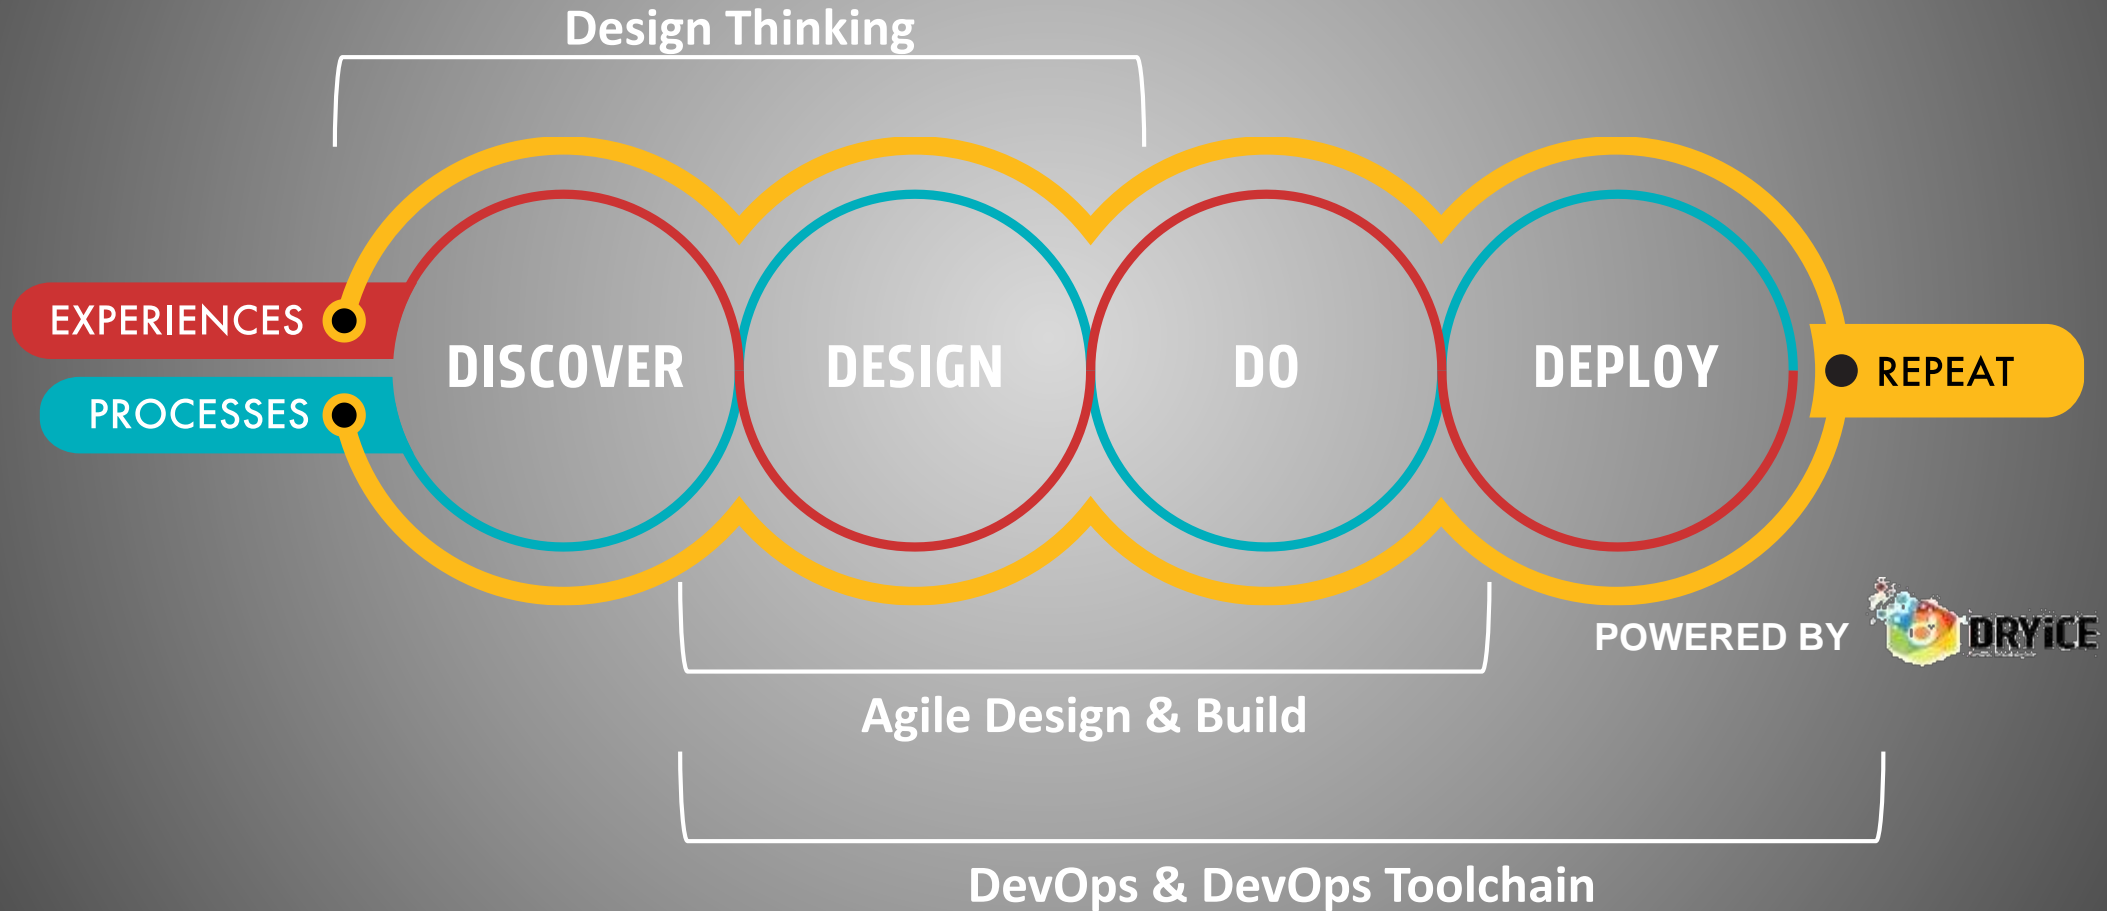 Design Thinking
EXPERIENCES
PROCESSES
DISCOVER
DESIGN
DO
DEPLOY
REPEAT
POWERED BY
DRYiCE
Agile Design & Build
DevOps & DevOps Toolchain